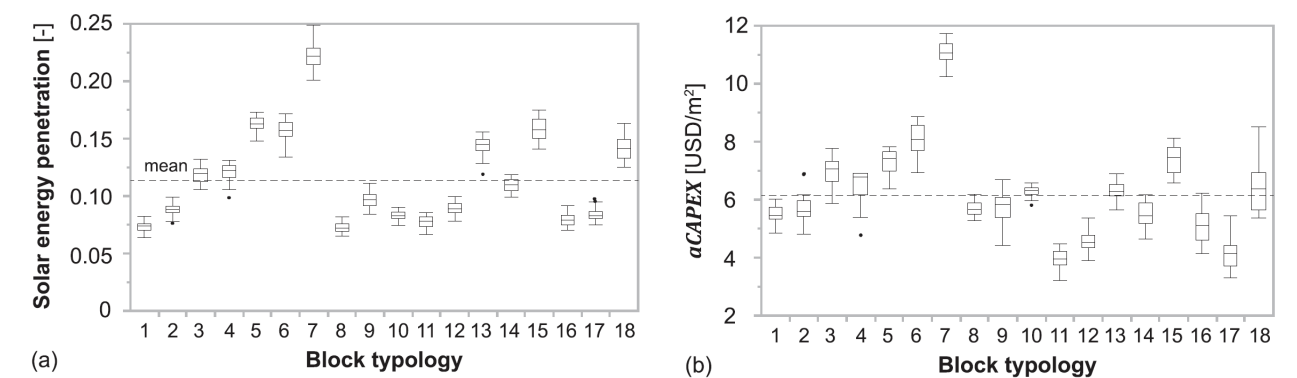 Solar energy penetration [-]
0.25
0.20
0.15
0.10
0.05
0
mean
1 2 3 4 5 6 7 8 9 10 11 12 13 14 15 16 17 18
Block typology
(a)
aCAPEX [USD/m²]
12
10
8
6
4
2
1 2 3 4 5 6 7 8 9 10 11 12 13 14 15 16 17 18
Block typology
(b)